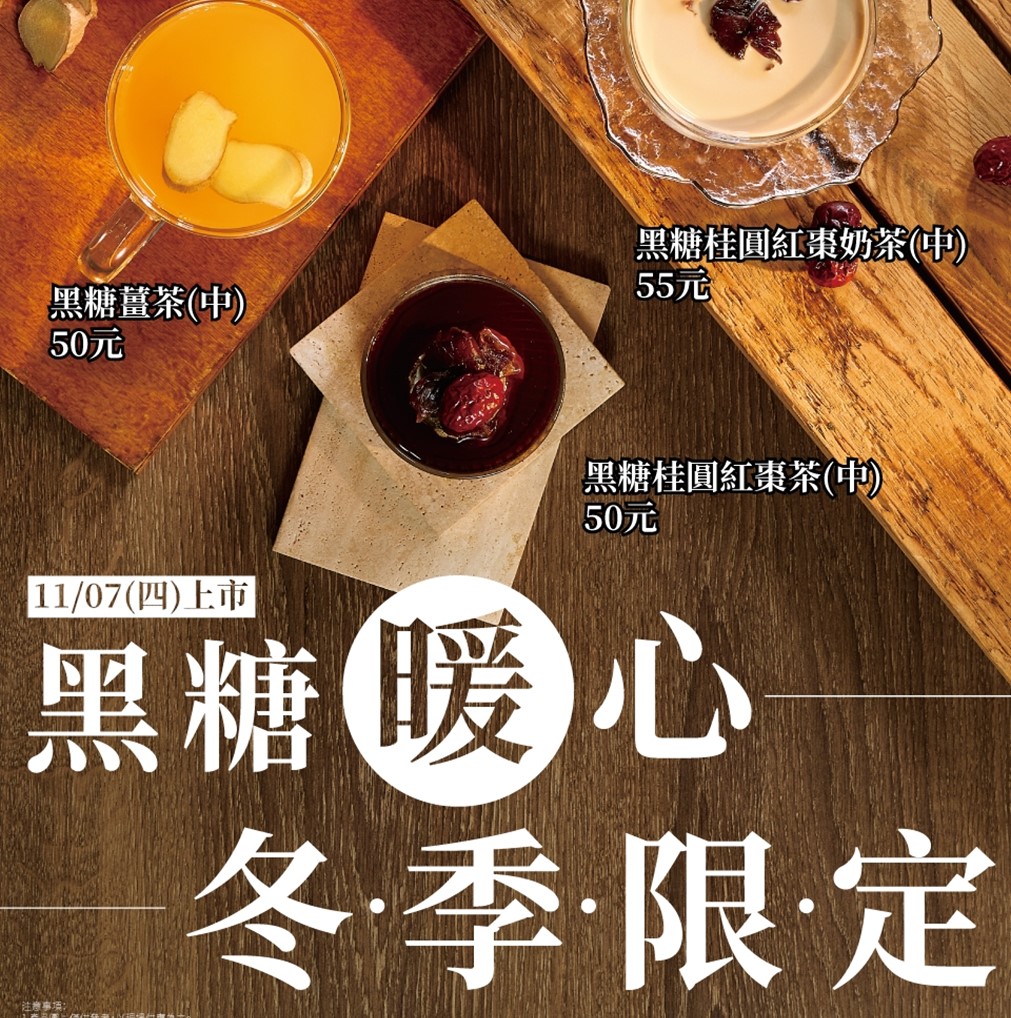 黑糖薑茶(中)
50元
黑糖桂圓紅棗奶茶(中)
55元
黑糖桂圓紅棗茶(中)
50元
11/07(四)上市
黑糖暖心
冬·季·限·定
注意事項: